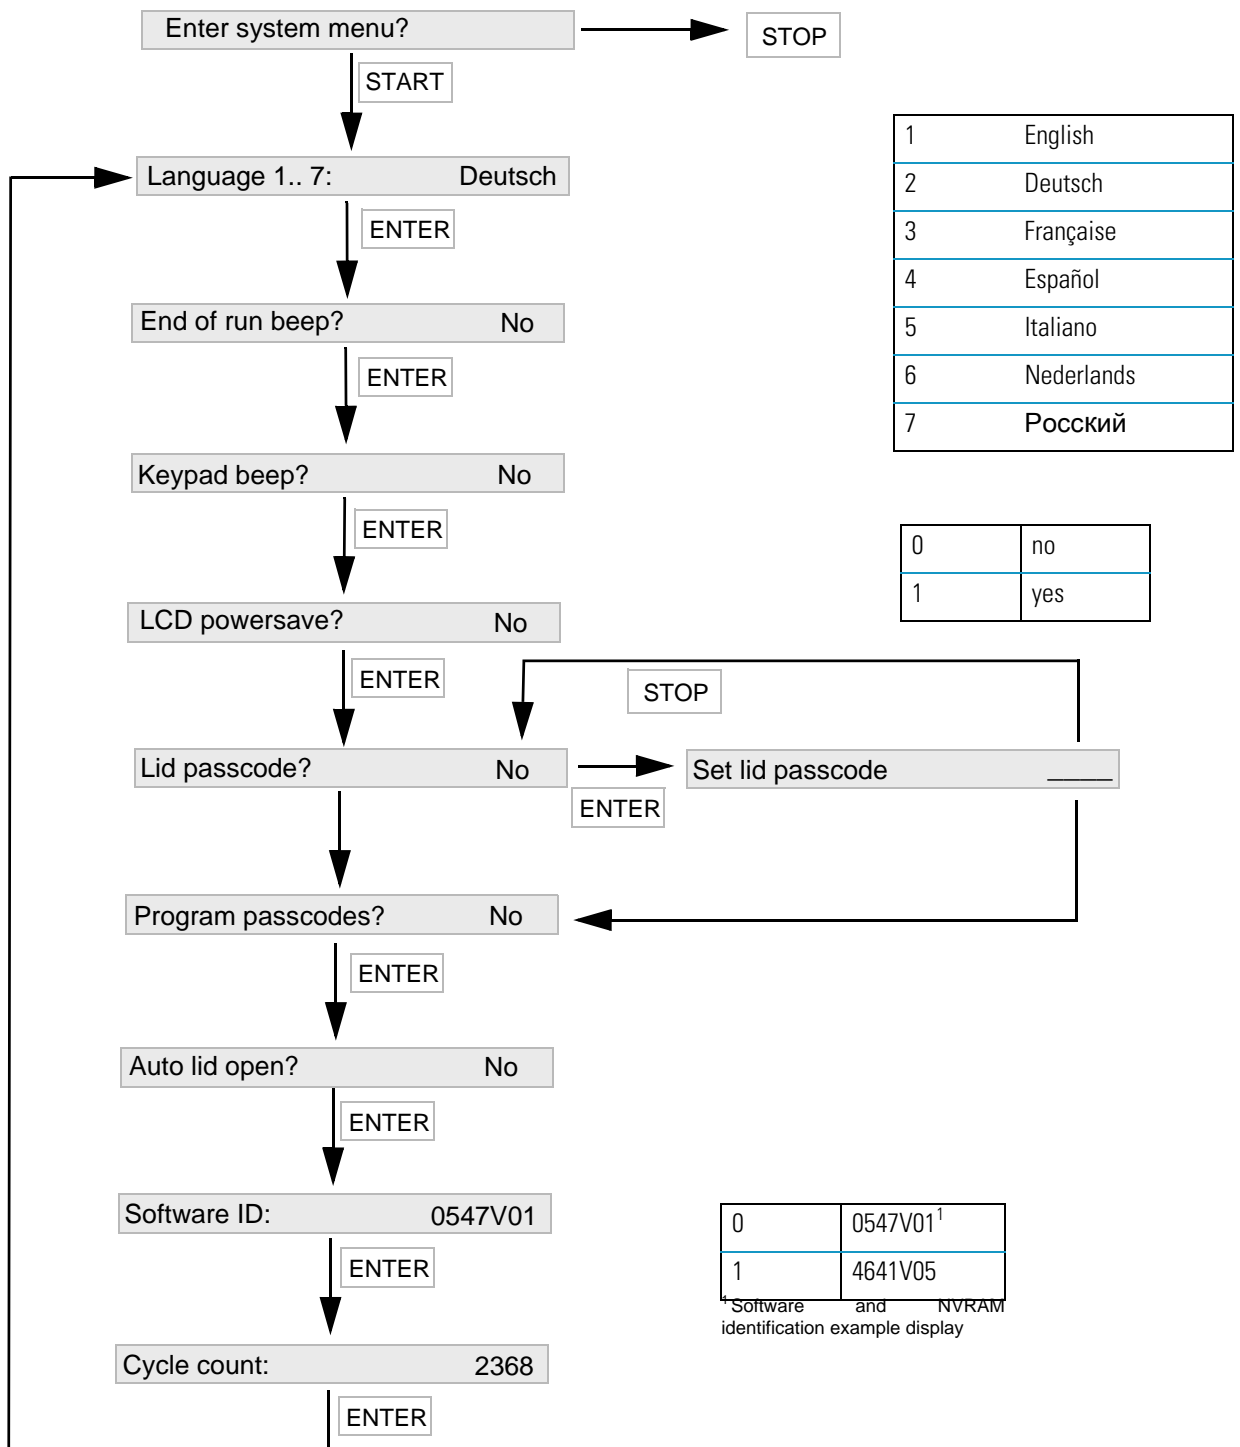 Enter system menu?
STOP
START
Language 1.. 7: Deutsch
ENTER
End of run beep? No
ENTER
Keypad beep? No
ENTER
LCD powersave? No
ENTER
STOP
Lid passcode? No
ENTER
Set lid passcode ____
Program passcodes? No
ENTER
Auto lid open? No
ENTER
Software ID: 0547V01
ENTER
Cycle count: 2368
ENTER
1 English
2 Deutsch
3 Française
4 Español
5 Italiano
6 Nederlands
7 Росский
0 no
1 yes
0 0547V01¹
1 4641V05
¹ Software and NVRAM
identification example display